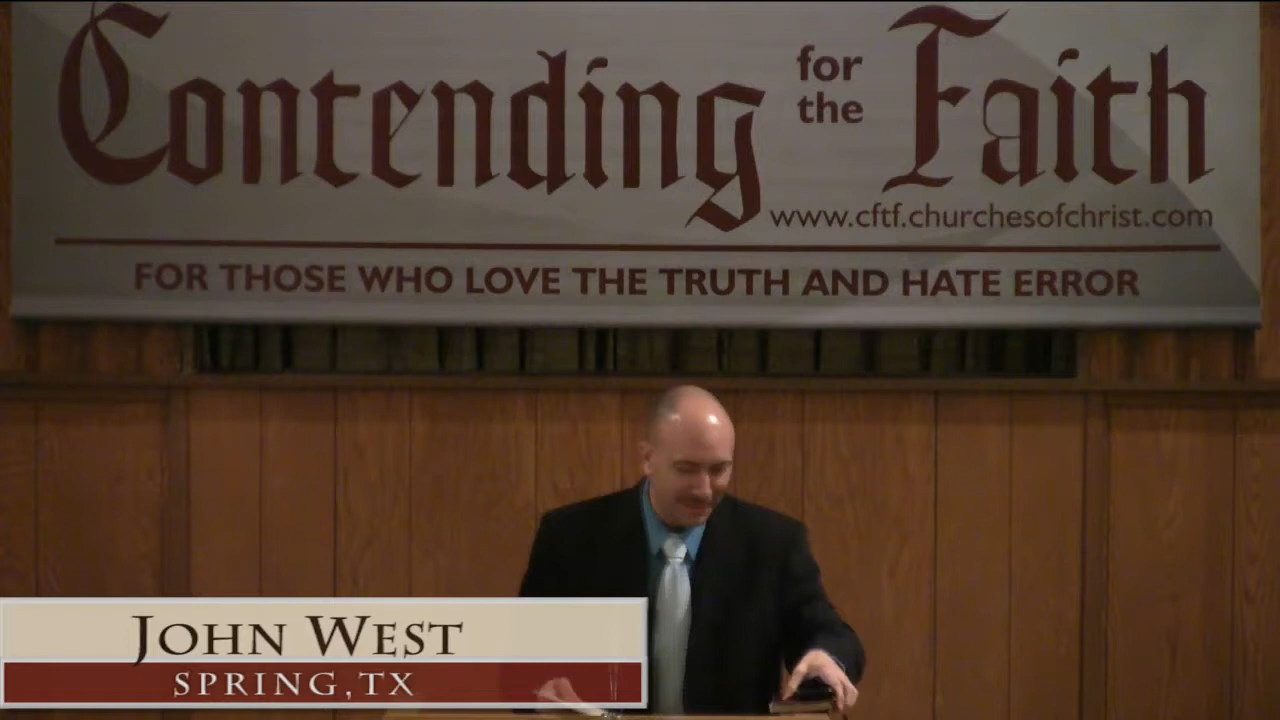 Contending for the Faith
www.cftf.churchesofchrist.com
FOR THOSE WHO LOVE THE TRUTH AND HATE ERROR
JOHN WEST
SPRING, TX